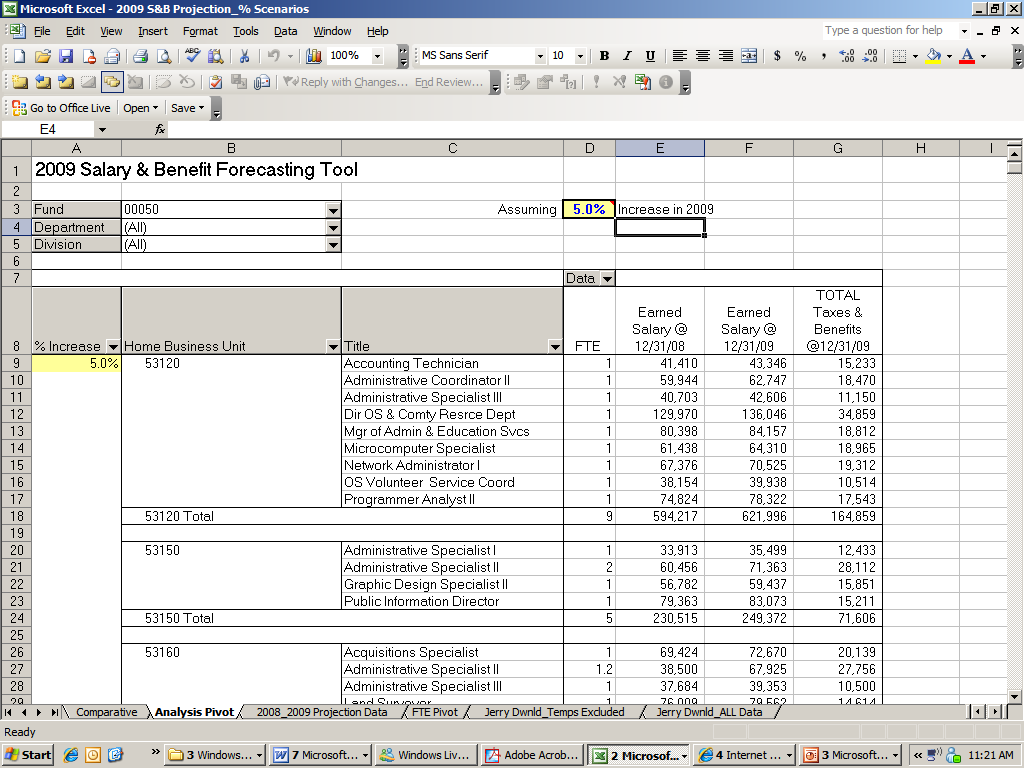 Microsoft Excel - 2009 S&B Projection_% Scenarios
File Edit View Insert Format Tools Data Window Help Type a question for help
100% MS Sans Serif 10 B I U $ % ,
Reply with Changes... End Review...
Go to Office Live Open Save
E4 fx
A B C D E F G H I
1 2009 Salary & Benefit Forecasting Tool
2
3 Fund 00050 Assuming 5.0% Increase in 2009
4 Department (All)
5 Division (All)
6
7 Data
8 % Increase Home Business Unit Title FTE Earned Salary @ 12/31/08 Earned Salary @ 12/31/09 TOTAL Taxes & Benefits @12/31/09
9 5.0% 53120 Accounting Technician 1 41,410 43,346 15,233
10 Administrative Coordinator II 1 59,944 62,747 18,470
11 Administrative Specialist III 1 40,703 42,606 11,150
12 Dir OS & Comty Resrce Dept 1 129,970 136,046 34,859
13 Mgr of Admin & Education Svcs 1 80,398 84,157 18,812
14 Microcomputer Specialist 1 61,438 64,310 18,965
15 Network Administrator I 1 67,376 70,525 19,312
16 OS Volunteer Service Coord 1 38,154 39,938 10,514
17 Programmer Analyst II 1 74,824 78,322 17,543
18 53120 Total 9 594,217 621,996 164,859
19
20 53150 Administrative Specialist I 1 33,913 35,499 12,433
21 Administrative Specialist II 2 60,456 71,363 28,112
22 Graphic Design Specialist II 1 56,782 59,437 15,851
23 Public Information Director 1 79,363 83,073 15,211
24 53150 Total 5 230,515 249,372 71,606
25
26 53160 Acquisitions Specialist 1 69,424 72,670 20,139
27 Administrative Specialist II 1.2 38,500 67,925 27,756
28 Administrative Specialist III 1 37,684 39,353 10,500
29 Land Surveyor 1 76,009 79,562 14,614
Comparative Analysis Pivot 2008_2009 Projection Data FTE Pivot Jerry Dwnld_Temps Excluded Jerry Dwnld_ALL Data
Ready
Start » 3 Windows... 7 Microsoft... Windows Liv... Adobe Acrob... 2 Microsof... 4 Internet ... 3 Microsoft... « 11:21 AM